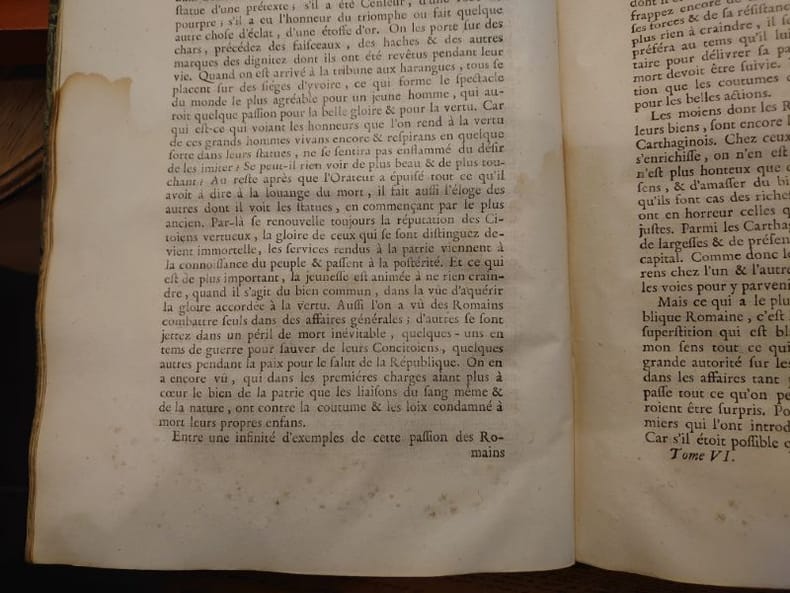 statue d'une prétexte; s'il a été Censeur, d'une
pourpre; s'il a eu l'honneur du triomphe ou fait quelque
autre chose d'éclat, d'une étoffe d'or. On les porte sur des
chars, précédez des faisceaux, des haches & des autres
marques des dignitez dont ils ont été revêtus pendant leur
vie. Quand on est arrivé à la tribune aux harangues, tous se
placent sur des siéges d'yvoire, ce qui forme le spectacle
du monde le plus agréable pour un jeune homme, qui au-
roit quelque passion pour la belle gloire & pour la vertu. Car
qui est-ce qui voiant les honneurs que l'on rend à la vertu
de ces grands hommes vivans encore & respirans en quelque
sorte dans leurs statues, ne se sentira pas enflammé du désir
de les imiter? Se peut-il rien voir de plus beau & de plus tou-
chant? Au reste après que l'Orateur a épuisé tout ce qu'il
avoit à dire à la louange du mort, il fait aussi l'éloge des
autres dont il voit les statues, en commençant par le plus
ancien. Par-là se renouvelle toujours la réputation des Ci-
toiens vertueux, la gloire de ceux qui se sont distinguez de-
vient immortelle, les services rendus à la patrie viennent à
la connoissance du peuple & passent à la postérité. Et ce qui
est de plus important, la jeunesse est animée à ne rien crain-
dre, quand il s'agit du bien commun, dans la vûe d'aquérir
la gloire accordée à la vertu. Aussi l'on a vû des Romains
combattre seuls dans des affaires générales; d'autres se sont
jettez dans un péril de mort inévitable, quelques-uns en
tems de guerre pour sauver de leurs Concitoiens, quelques
autres pendant la paix pour le salut de la République. On en
a encore vû, qui dans les premiéres charges aiant plus à
cœur le bien de la patrie que les liaisons du sang même &
de la nature, ont contre la coutume & les loix condamné à
mort leurs propres enfans.
Entre une infinité d'exemples de cette passion des Ro-
mains
frappez encore de
ses forces & de sa résistan
plus rien à craindre, il se
préféra au tems qu'il lui
taire pour délivrer sa pa
mort devoit être suivie.
tion que les coutumes
pour les belles actions.
Les moiens dont les R
leurs biens, sont encore
Carthaginois. Chez ceux
s'enrichisse, on n'en est
n'est plus honteux que
sens, & d'amasser du bi
qu'ils font cas des riches
ont en horreur celles q
justes. Parmi les Cartha
de largesses & de présen
capital. Comme donc le
rens chez l'un & l'autre
les voies pour y parveni
Mais ce qui a le plu
blique Romaine, c'est
superstition qui est bl
mon sens tout ce qui
grande autorité sur les
dans les affaires tant
passe tout ce qu'on pe
roient être surpris. Po
miers qui l'ont introd
Car s'il étoit possible
Tome VI.